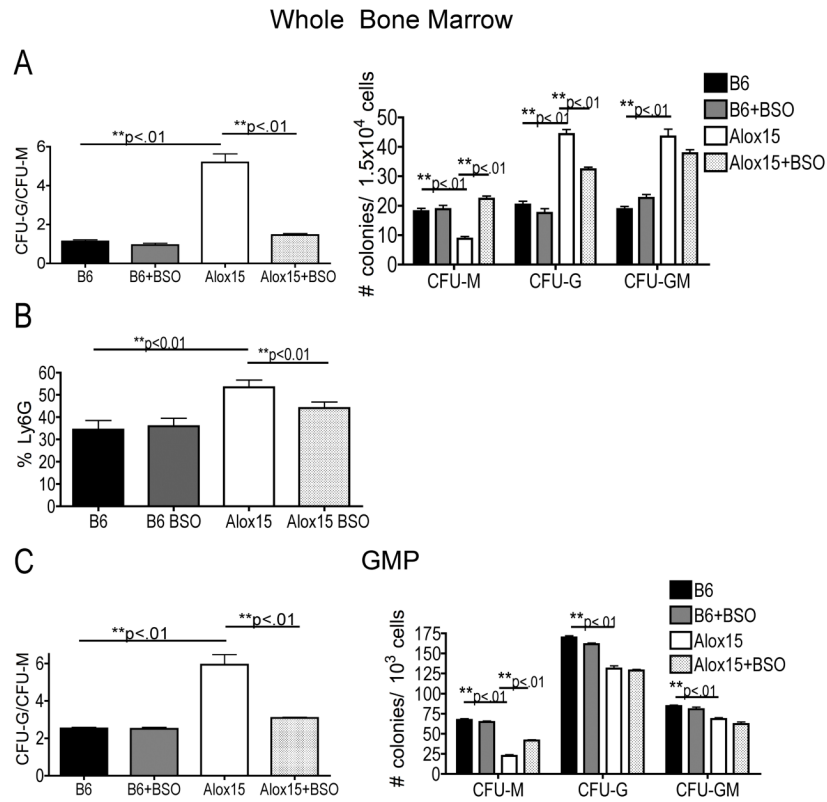 Whole Bone Marrow
A
**p<.01
**p<.01
CFU-G/CFU-M
6
4
2
0
B6
B6+BSO
Alox15
Alox15+BSO
# colonies/ 1.5x10⁴ cells
50
40
30
20
10
0
**p<.01
**p<.01
**p<.01
**p<.01
**p<.01
CFU-M
CFU-G
CFU-GM
B6
B6+BSO
Alox15
Alox15+BSO
B
**p<0.01
**p<0.01
% Ly6G
60
50
40
30
20
10
0
B6
B6 BSO
Alox15
Alox15 BSO
C
GMP
**p<.01
**p<.01
CFU-G/CFU-M
6
4
2
0
B6
B6+BSO
Alox15
Alox15+BSO
# colonies/ 10³ cells
175
150
125
100
75
50
25
0
**p<.01
**p<.01
**p<.01
**p<.01
CFU-M
CFU-G
CFU-GM
B6
B6+BSO
Alox15
Alox15+BSO